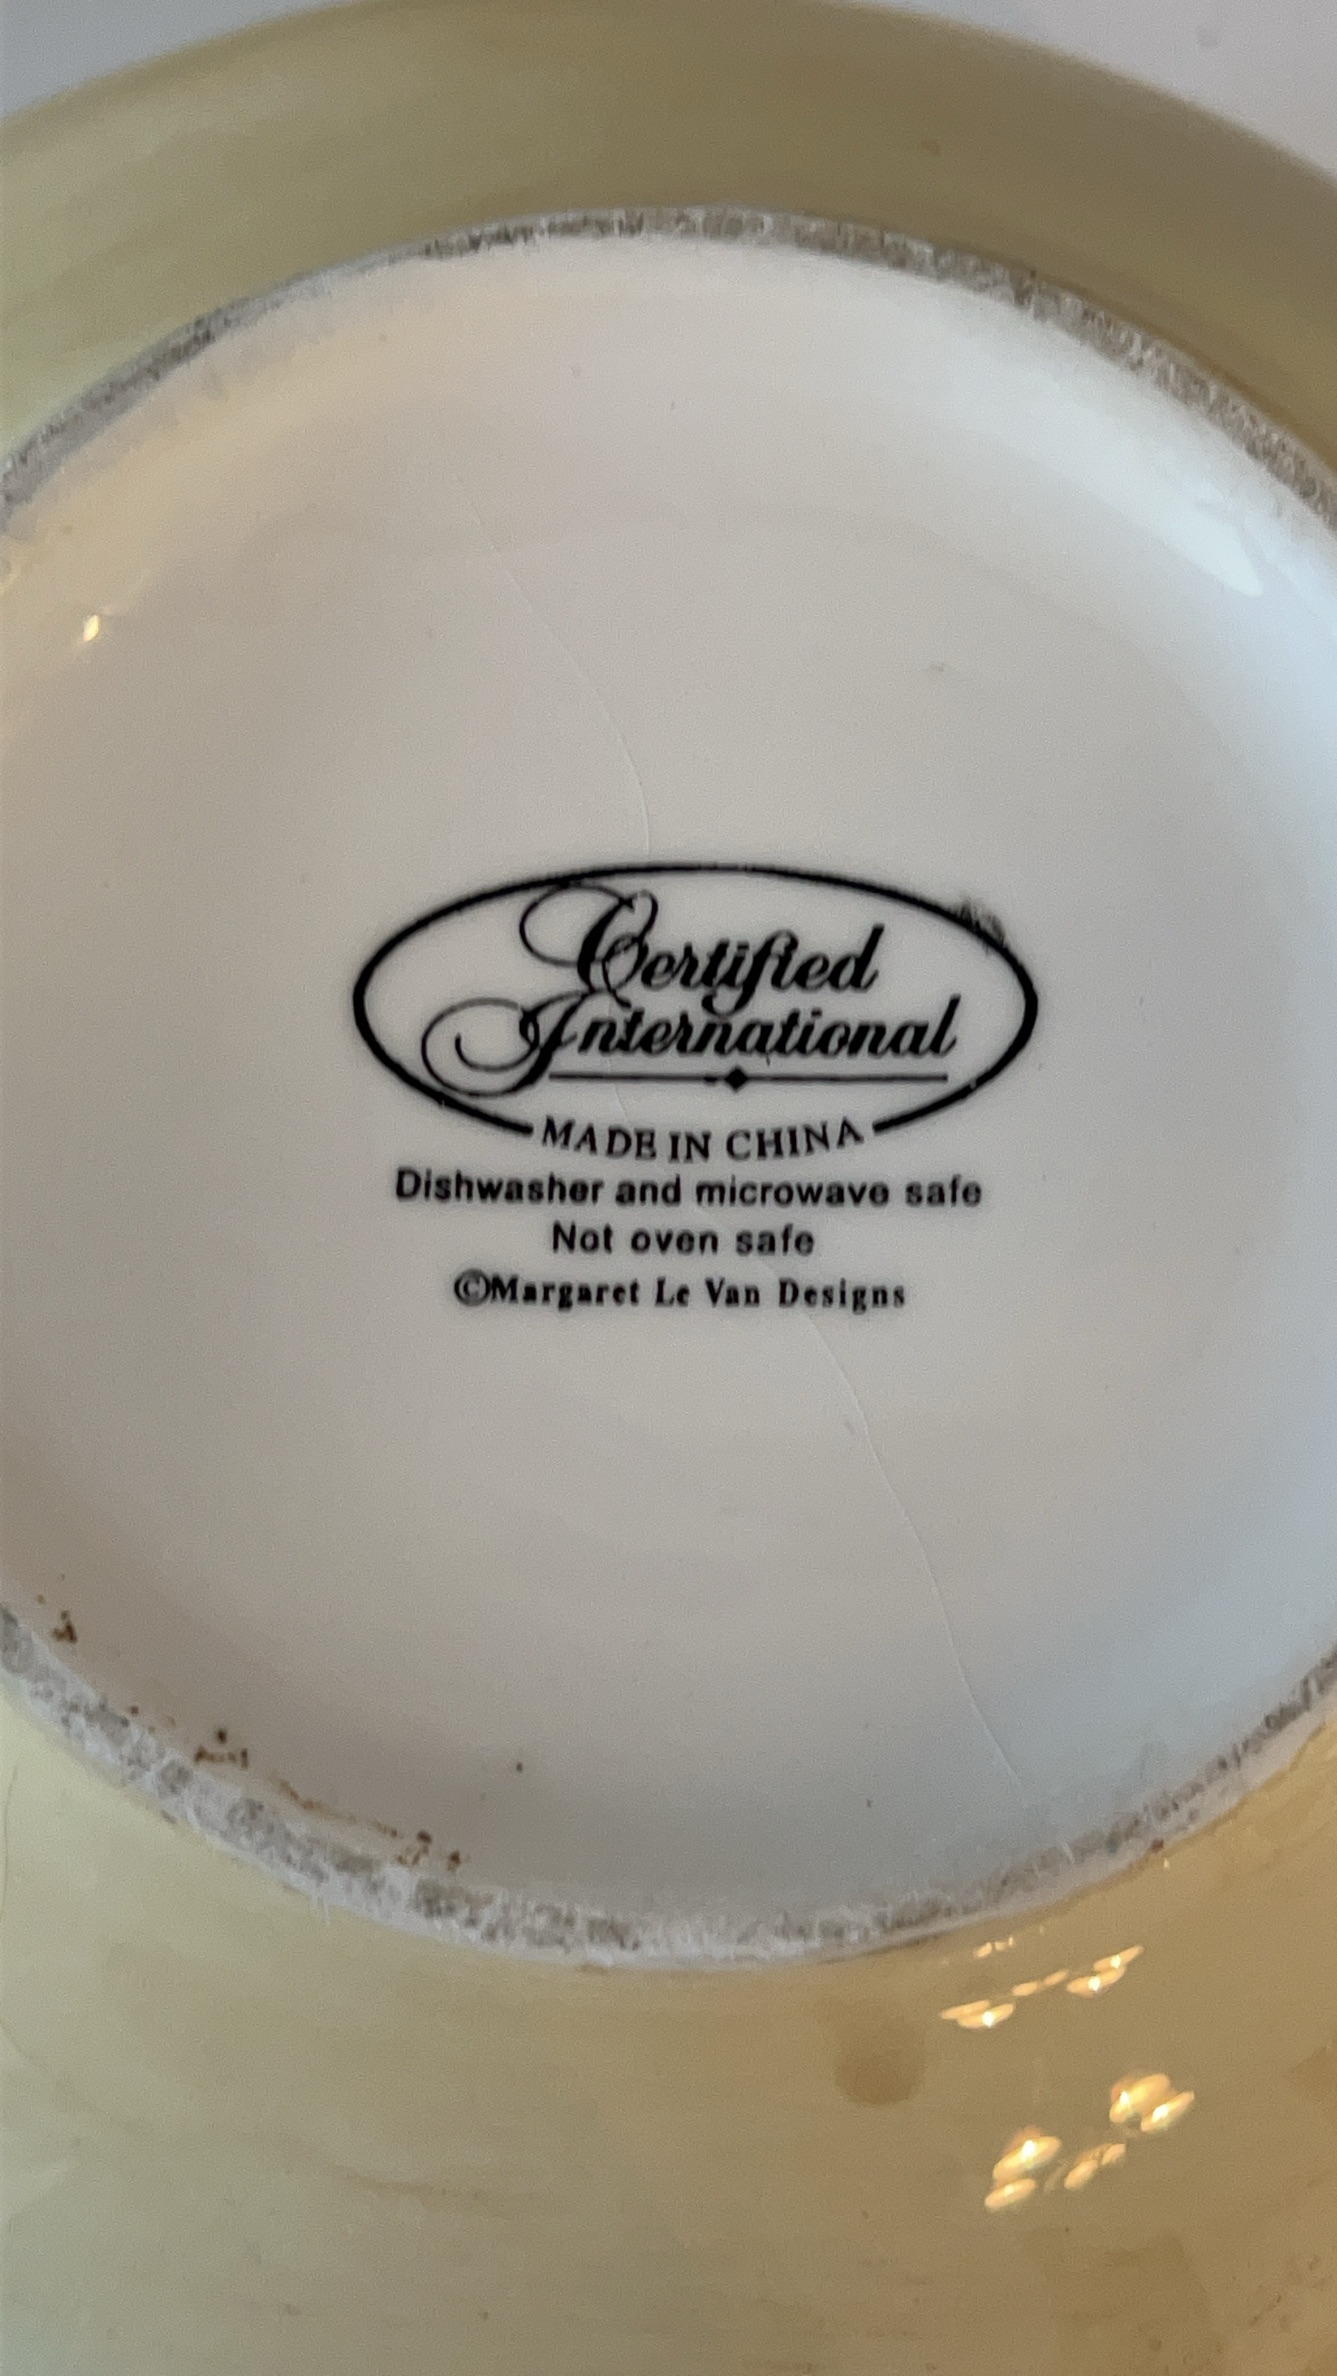 Certified
International
MADE IN CHINA
Dishwasher and microwave safe
Not oven safe
©Margaret Le Van Designs